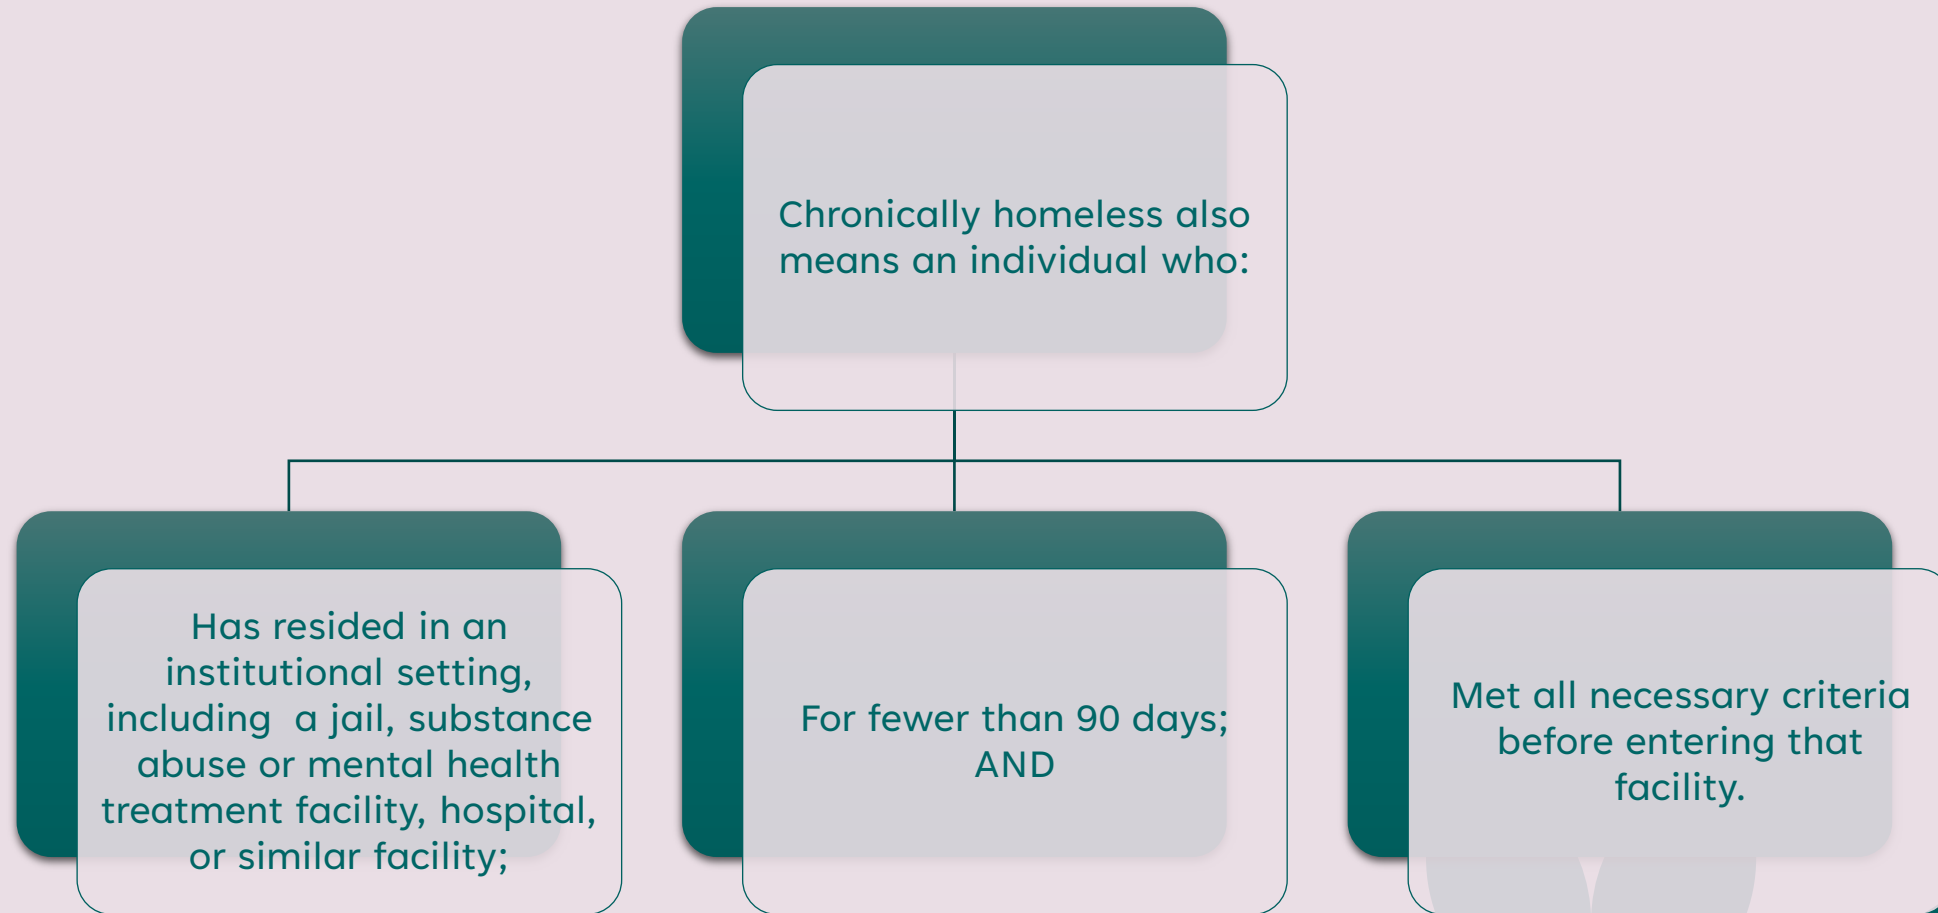 Chronically homeless also
means an individual who:
Has resided in an
institutional setting,
including  a jail, substance
abuse or mental health
treatment facility, hospital,
or similar facility;
For fewer than 90 days;
AND
Met all necessary criteria
before entering that
facility.